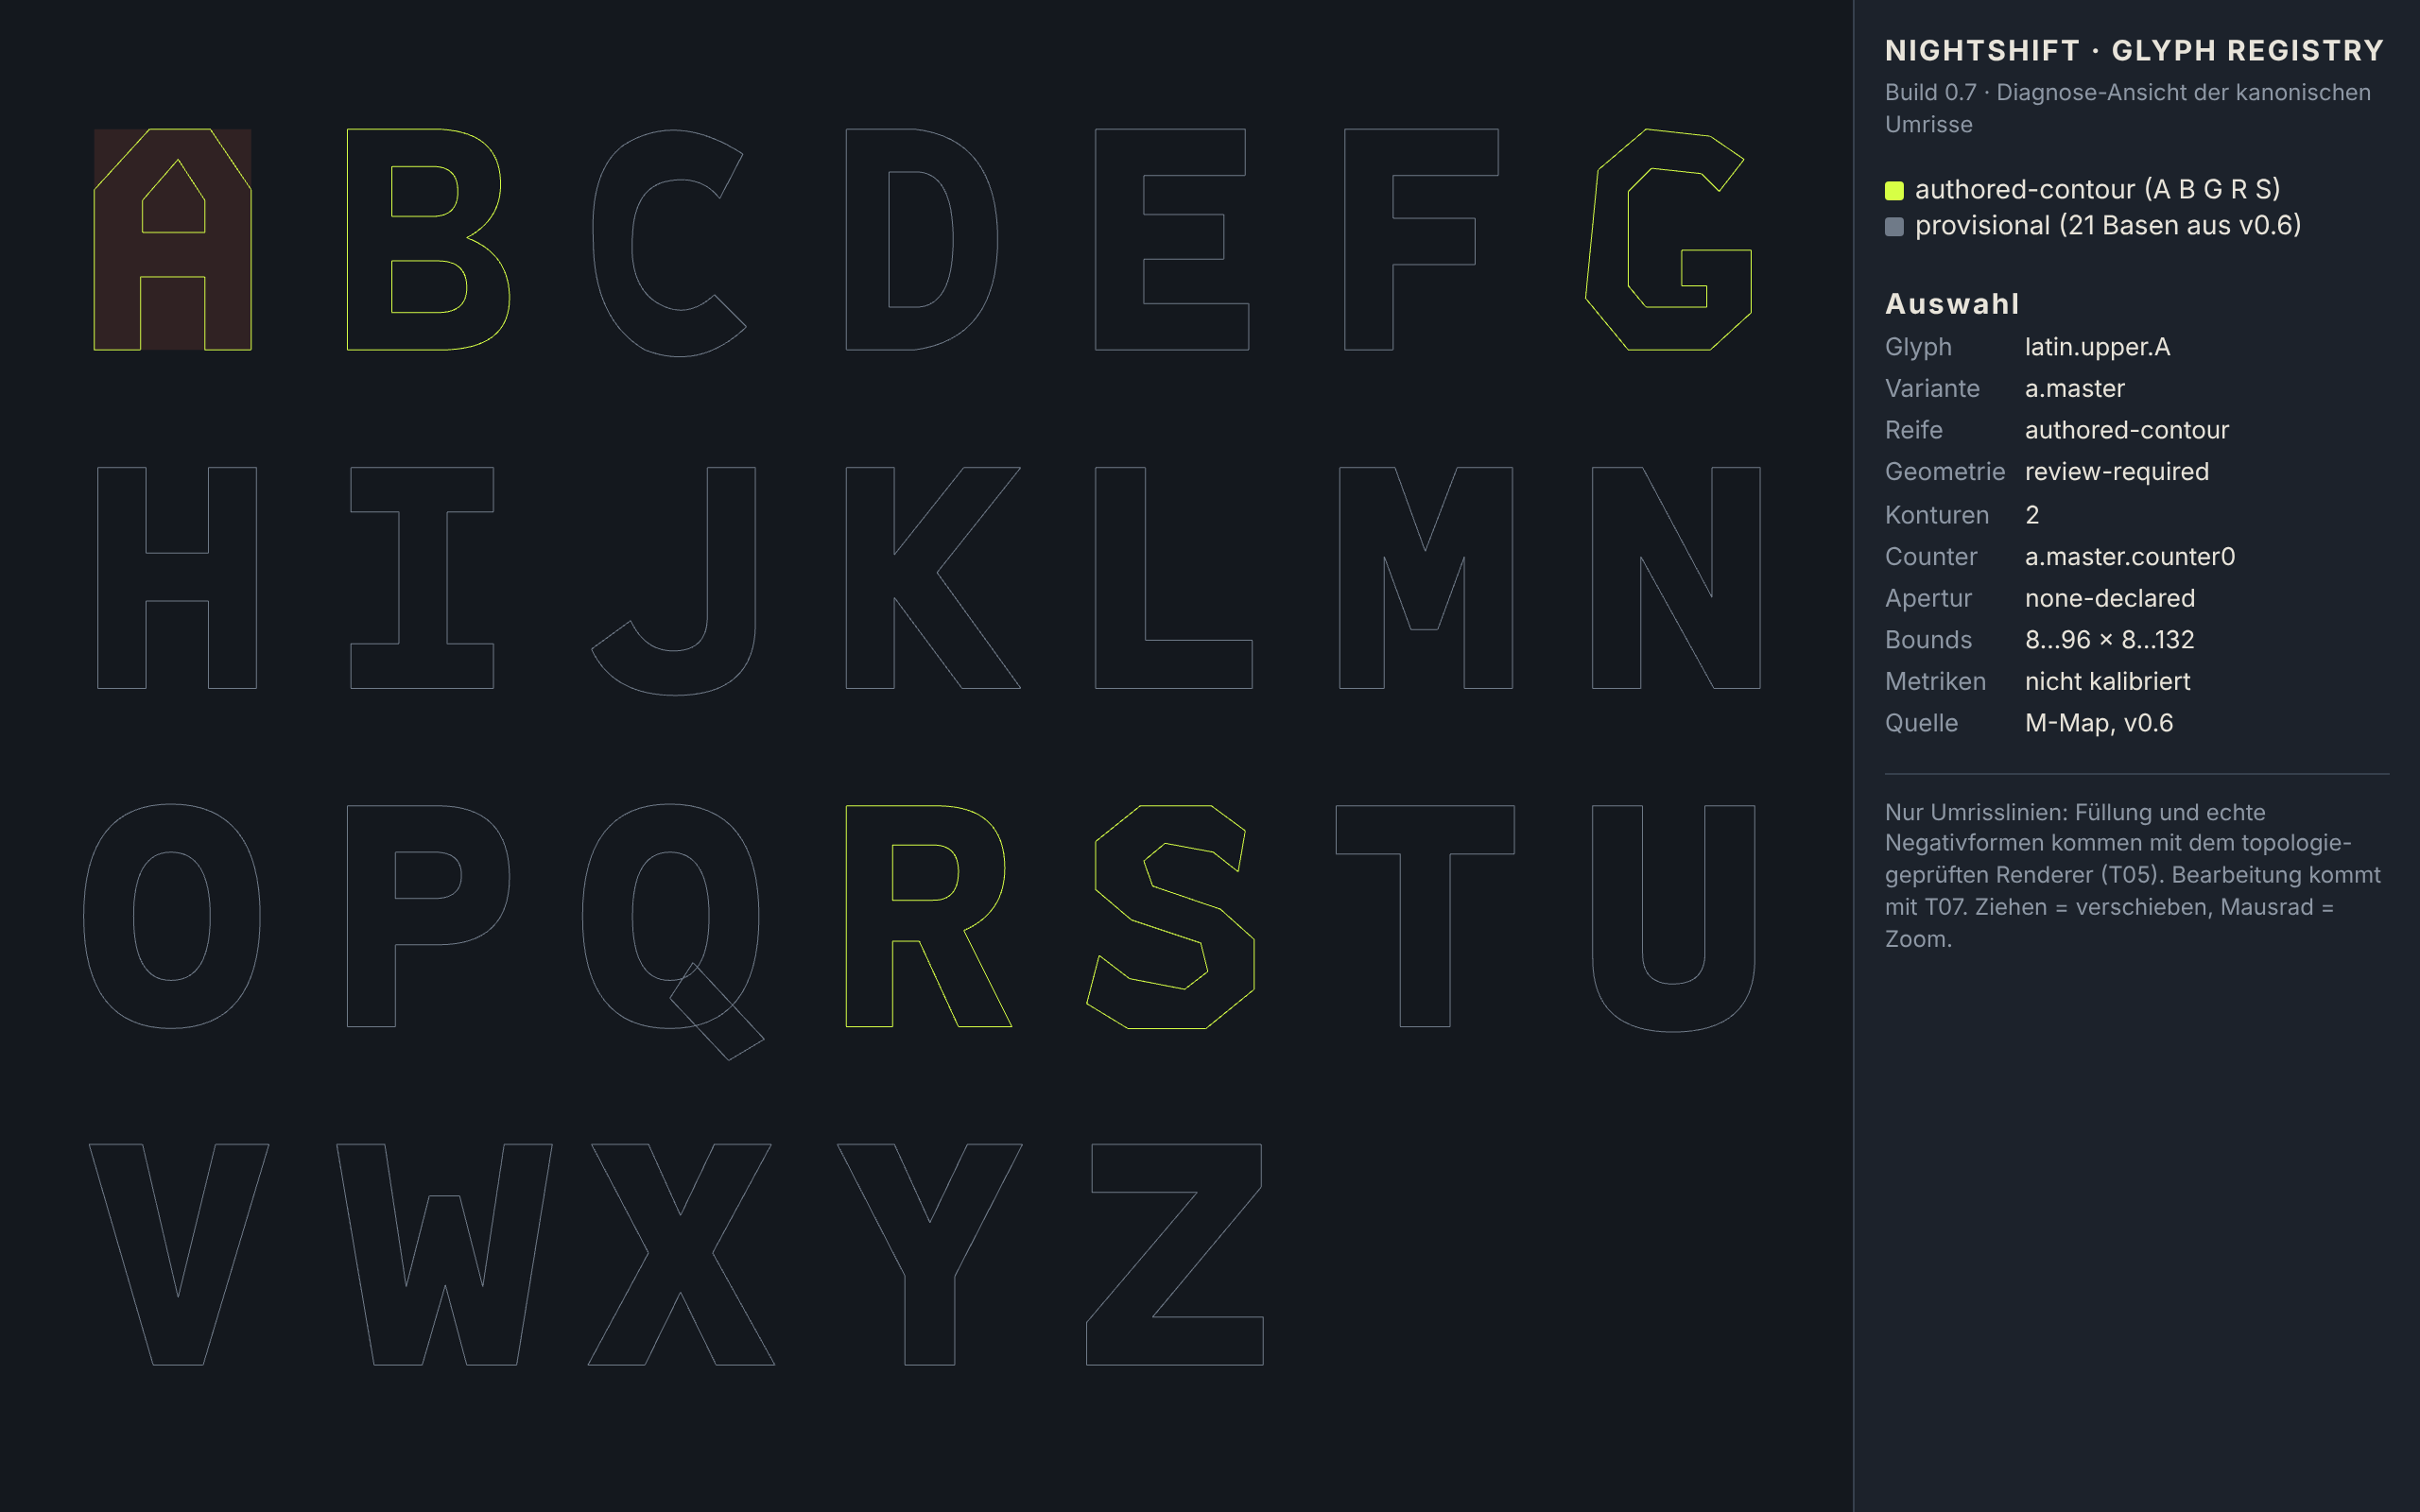 A B C D E F G
H I J K L M N
O P Q R S T U
V W X Y Z
NIGHTSHIFT · GLYPH REGISTRY
Build 0.7 · Diagnose-Ansicht der kanonischen
Umrisse
authored-contour (A B G R S)
provisional (21 Basen aus v0.6)
Auswahl
Glyph latin.upper.A
Variante a.master
Reife authored-contour
Geometrie review-required
Konturen 2
Counter a.master.counter0
Apertur none-declared
Bounds 8…96 × 8…132
Metriken nicht kalibriert
Quelle M-Map, v0.6
Nur Umrisslinien: Füllung und echte
Negativformen kommen mit dem topologie-
geprüften Renderer (T05). Bearbeitung kommt
mit T07. Ziehen = verschieben, Mausrad =
Zoom.